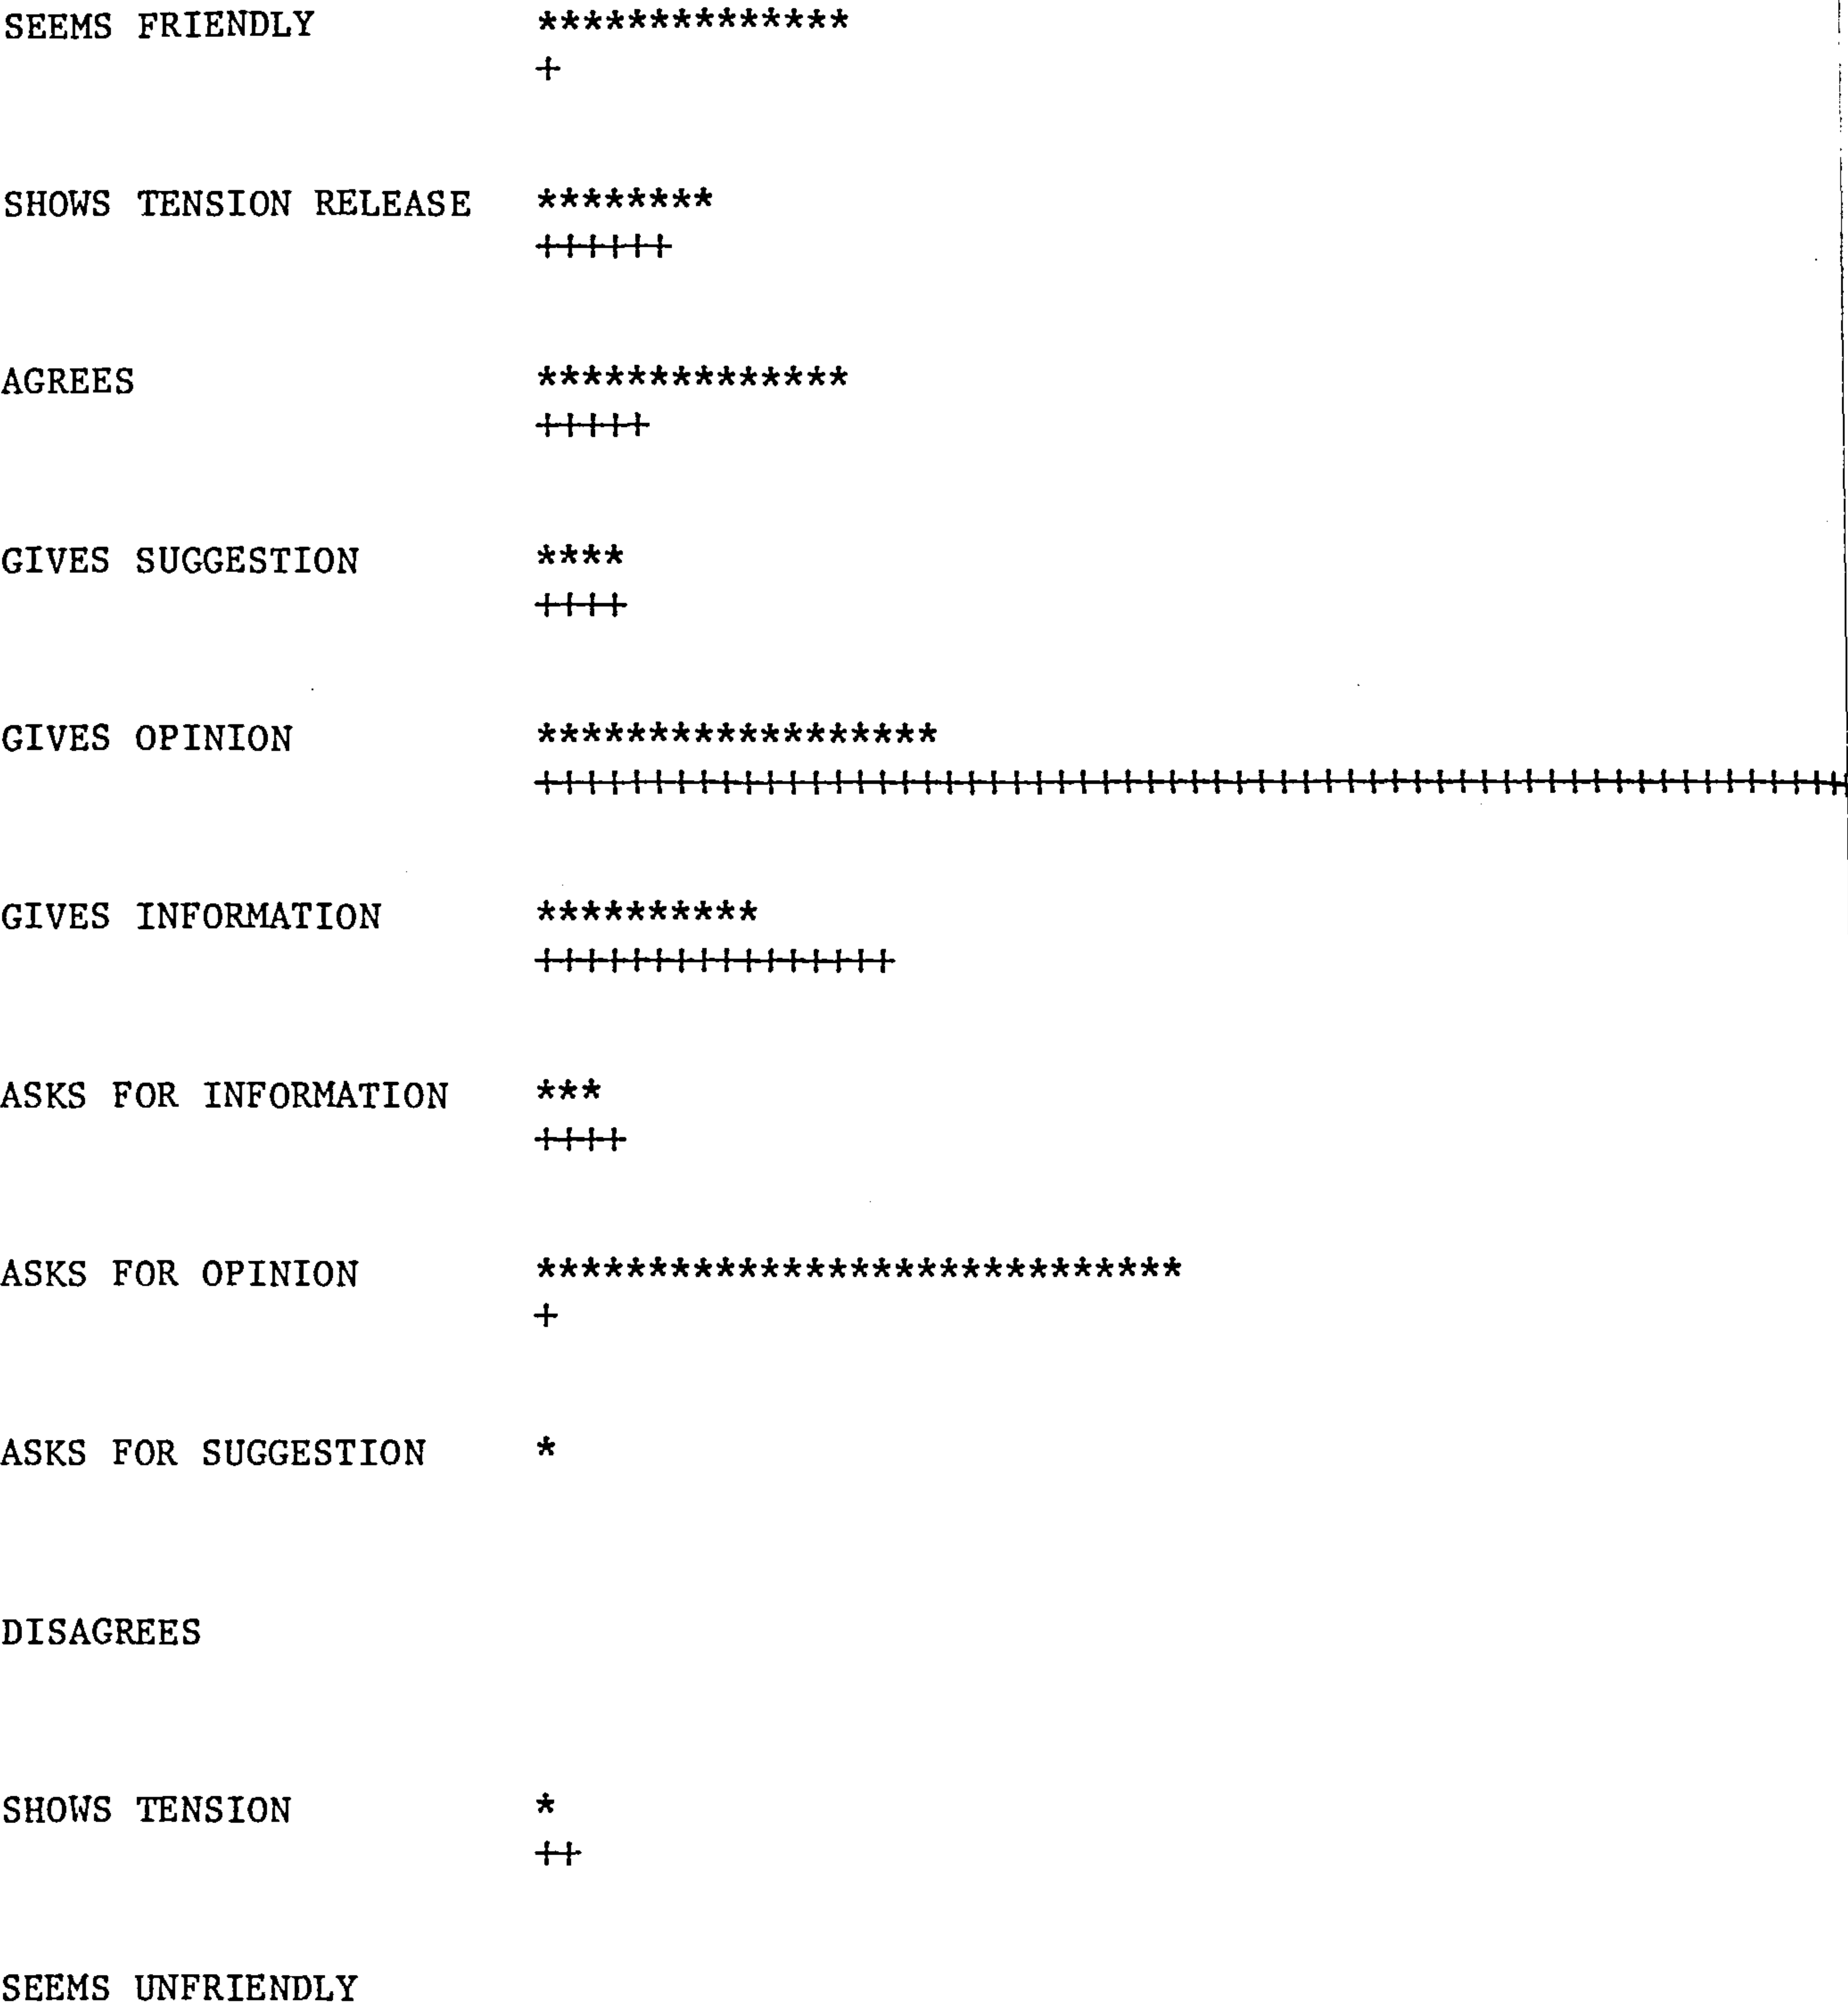 SEEMS FRIENDLY **************
+
SHOWS TENSION RELEASE ********
++++++
AGREES **************
+++++
GIVES SUGGESTION ****
++++
GIVES OPINION ******************
+++++++++++++++++++++++++++++++++++++++++++++++++++++++++++
GIVES INFORMATION **********
++++++++++++++++
ASKS FOR INFORMATION ***
++++
ASKS FOR OPINION *****************************
+
ASKS FOR SUGGESTION *
DISAGREES
SHOWS TENSION *
++
SEEMS UNFRIENDLY